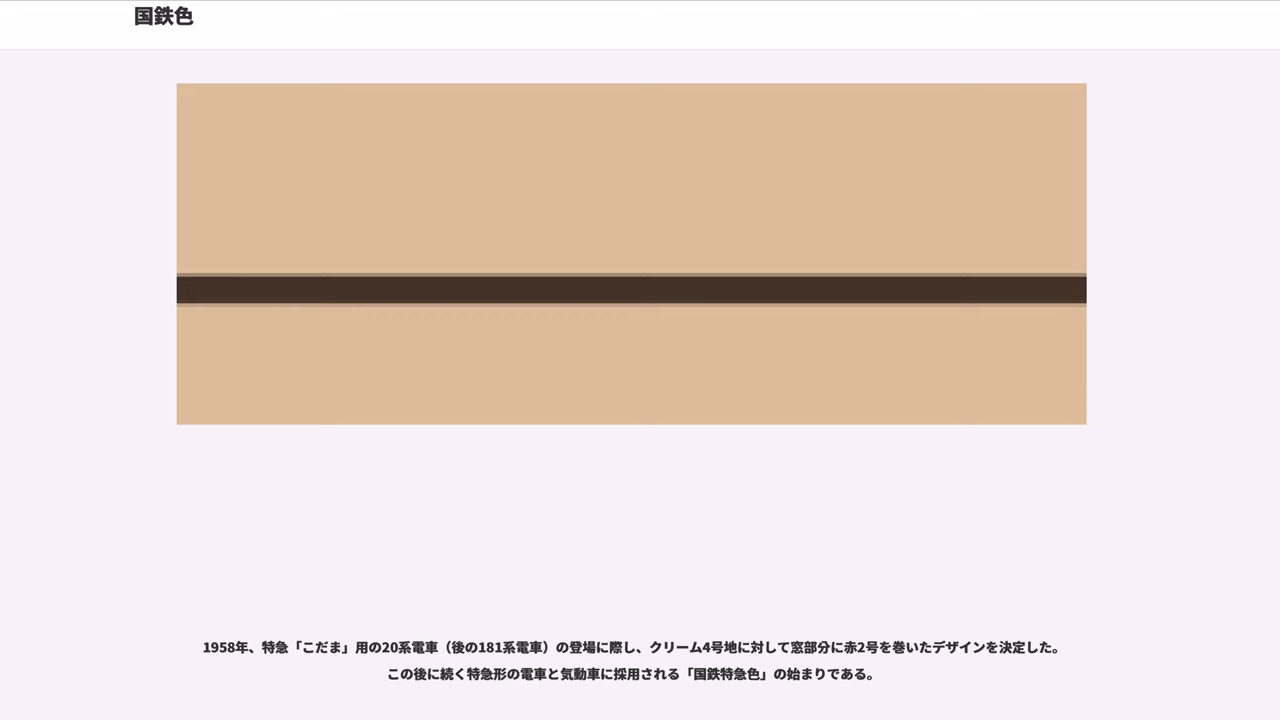 国鉄色
1958年、特急「こだま」用の20系電車（後の181系電車）の登場に際し、クリーム4号地に対して窓部分に赤2号を巻いたデザインを決定した。
この後に続く特急形の電車と気動車に採用される「国鉄特急色」の始まりである。